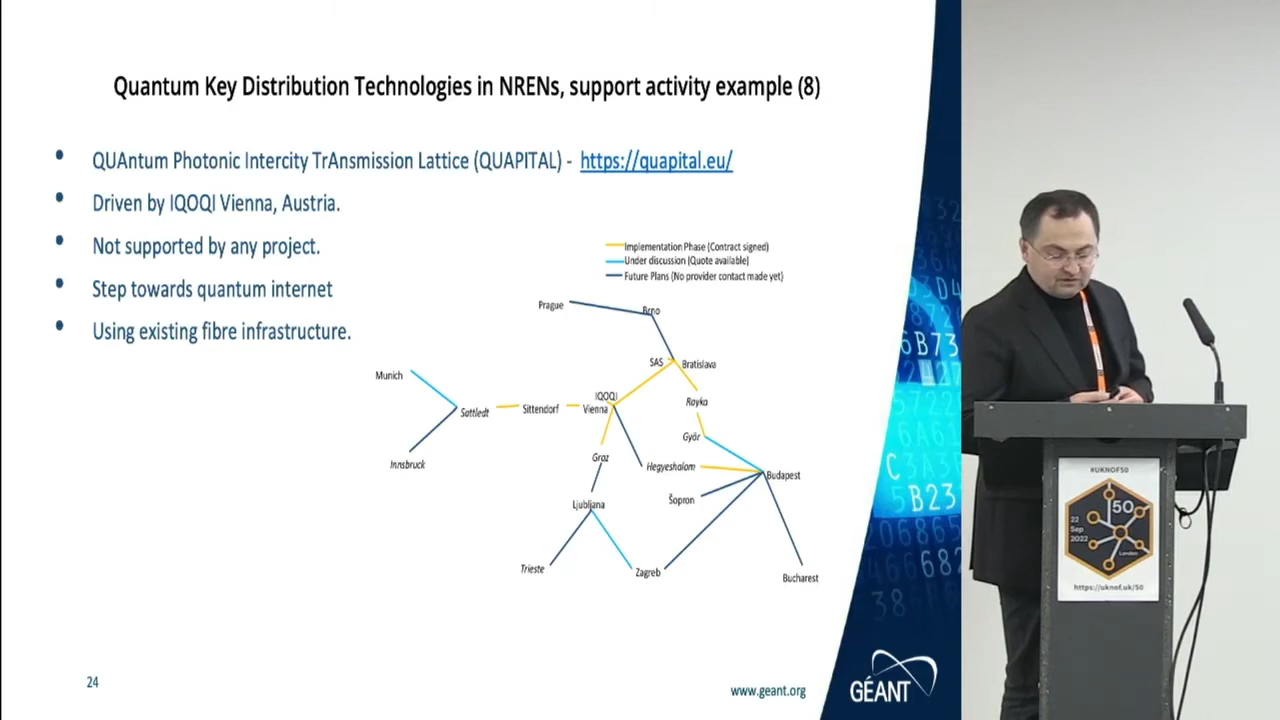 Quantum Key Distribution Technologies in NRENs, support activity example (8)
• QUAntum Photonic Intercity TrAnsmission Lattice (QUAPITAL) - https://quapital.eu/
• Driven by IQOQI Vienna, Austria.
• Not supported by any project.
• Step towards quantum internet
• Using existing fibre infrastructure.
Implementation Phase (Contract signed)
Under discussion (Quote available)
Future Plans (No provider contact made yet)
Prague
Brno
SAS
Bratislava
Munich
Sattledt
Sittendorf
IQOQI
Vienna
Rayka
Györ
Innsbruck
Graz
Hegyeshalom
Budapest
Šopron
Ljubljana
Trieste
Zagreb
Bucharest
24
www.geant.org
GÉANT
#UKNOF50
50
22
Sep
2022
London
https://uknof.uk/50